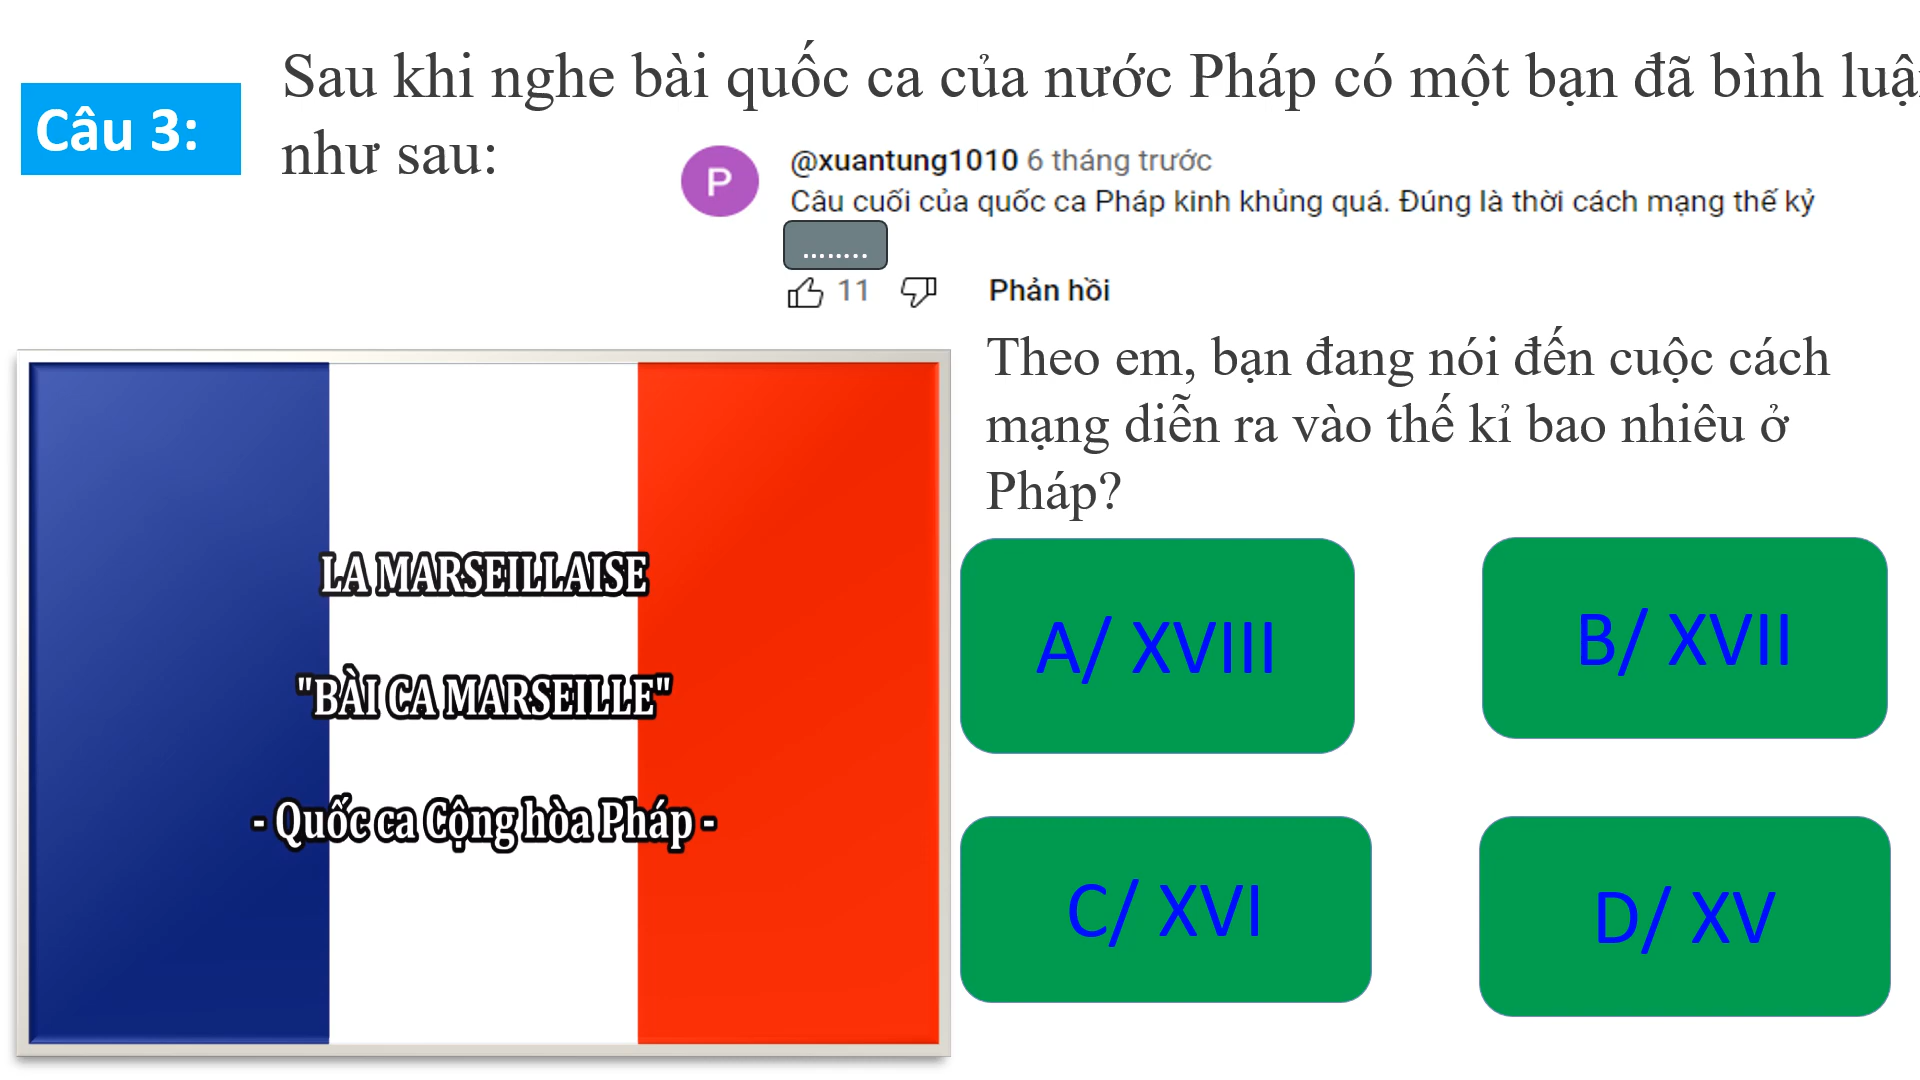 Câu 3:
Sau khi nghe bài quốc ca của nước Pháp có một bạn đã bình
như sau:
P
@xuantung1010 6 tháng trước
Câu cuối của quốc ca Pháp kinh khủng quá. Đúng là thời cách mạng thế kỷ
........
11 Phản hồi
Theo em, bạn đang nói đến cuộc cách
mạng diễn ra vào thế kỉ bao nhiêu ở
Pháp?
LA MARSEILLAISE
"BÀI CA MARSEILLE"
- Quốc ca Cộng hòa Pháp -
A/ XVIII
B/ XVII
C/ XVI
D/ XV